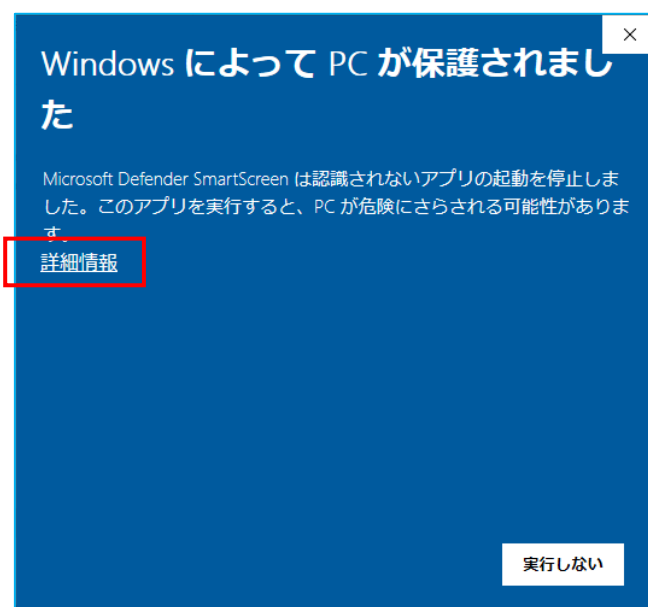 Windows によって PC が保護されまし
た
Microsoft Defender SmartScreen は認識されないアプリの起動を停止しま
した。このアプリを実行すると、PC が危険にさらされる可能性がありま
す。
詳細情報
実行しない